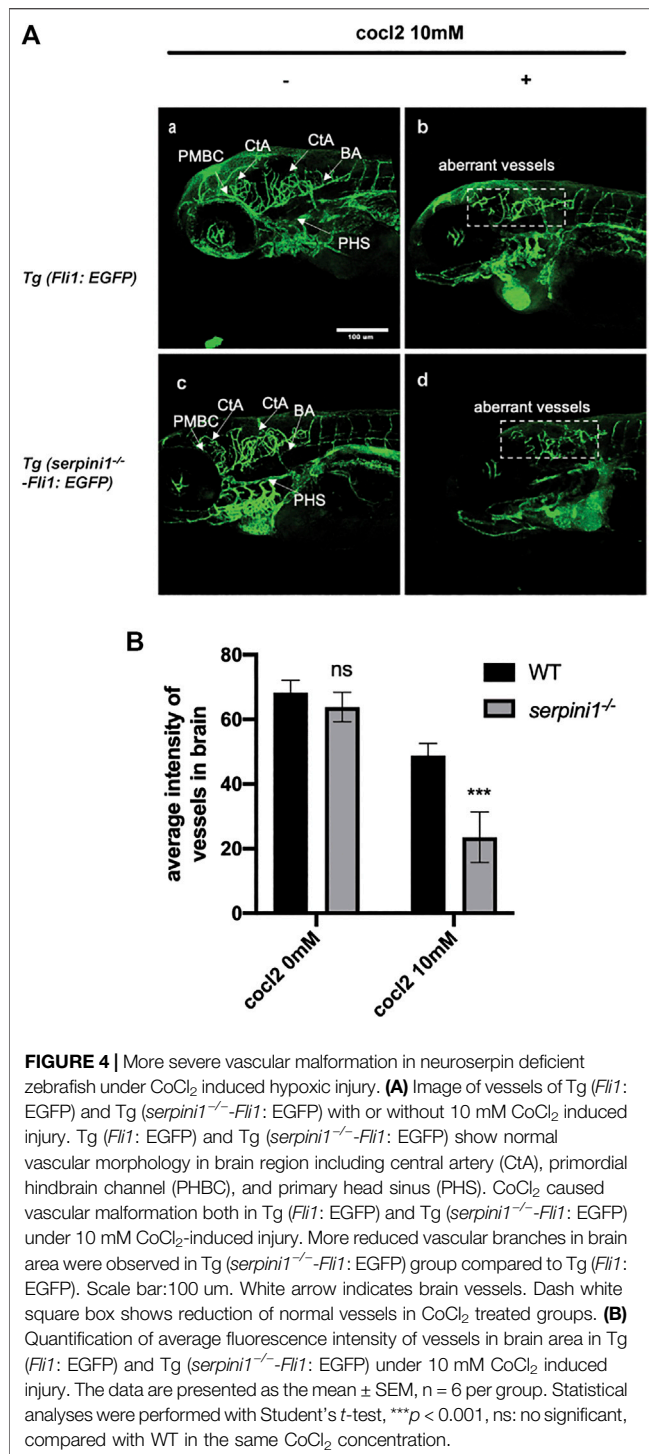 A
cocl2 10mM
- +
a
CtA
CtA
PMBC
BA
PHS
100 um
b
aberrant vessels
Tg (Fli1: EGFP)
c
CtA
CtA
BA
PMBC
PHS
d
aberrant vessels
Tg (serpini1-/-
-Fli1: EGFP)
B
80
60
40
20
0
average intensity of
vessels in brain
ns
***
WT
serpini1-/-
cocl2 0mM
cocl2 10mM
FIGURE 4 | More severe vascular malformation in neuroserpin deficient
zebrafish under CoCl2 induced hypoxic injury. (A) Image of vessels of Tg (Fli1:
EGFP) and Tg (serpini1−/−-Fli1: EGFP) with or without 10 mM CoCl2 induced
injury. Tg (Fli1: EGFP) and Tg (serpini1−/−-Fli1: EGFP) show normal
vascular morphology in brain region including central artery (CtA), primordial
hindbrain channel (PHBC), and primary head sinus (PHS). CoCl2 caused
vascular malformation both in Tg (Fli1: EGFP) and Tg (serpini1−/−-Fli1: EGFP)
under 10 mM CoCl2-induced injury. More reduced vascular branches in brain
area were observed in Tg (serpini1−/−-Fli1: EGFP) group compared to Tg (Fli1:
EGFP). Scale bar:100 um. White arrow indicates brain vessels. Dash white
square box shows reduction of normal vessels in CoCl2 treated groups. (B)
Quantification of average fluorescence intensity of vessels in brain area in Tg
(Fli1: EGFP) and Tg (serpini1−/−-Fli1: EGFP) under 10 mM CoCl2 induced
injury. The data are presented as the mean ± SEM, n = 6 per group. Statistical
analyses were performed with Student's t-test, ***p < 0.001, ns: no significant,
compared with WT in the same CoCl2 concentration.